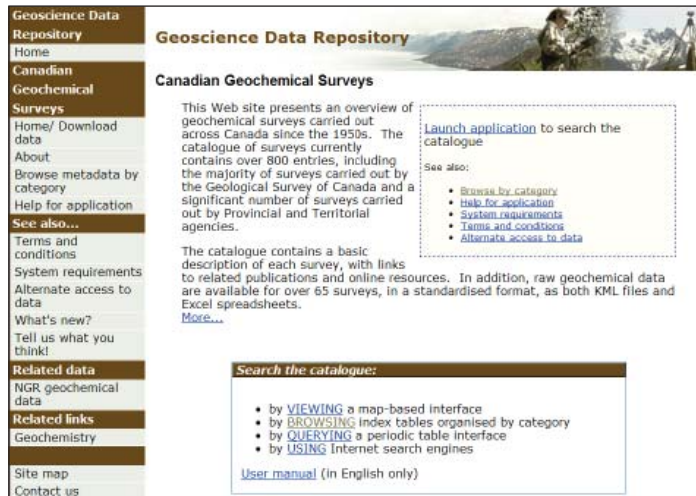 Geoscience Data
Repository
Home
Canadian
Geochemical
Surveys
Home/ Download
data
About
Browse metadata by
category
Help for application
See also...
Terms and
conditions
System requirements
Alternate access to
data
What's new?
Tell us what you
think!
Related data
NGR geochemical
data
Related links
Geochemistry
Site map
Contact us
Geoscience Data Repository
Canadian Geochemical Surveys
This Web site presents an overview of
geochemical surveys carried out
across Canada since the 1950s. The
catalogue of surveys currently
contains over 800 entries, including
the majority of surveys carried out by
the Geological Survey of Canada and a
significant number of surveys carried
out by Provincial and Territorial
agencies.
Launch application to search the
catalogue
See also:
• Browse by category
• Help for application
• System requirements
• Terms and conditions
• Alternate access to data
The catalogue contains a basic
description of each survey, with links
to related publications and online resources. In addition, raw geochemical data
are available for over 65 surveys, in a standardised format, as both KML files and
Excel spreadsheets.
More...
Search the catalogue:
• by VIEWING a map-based interface
• by BROWSING index tables organised by category
• by QUERYING a periodic table interface
• by USING Internet search engines
User manual (in English only)